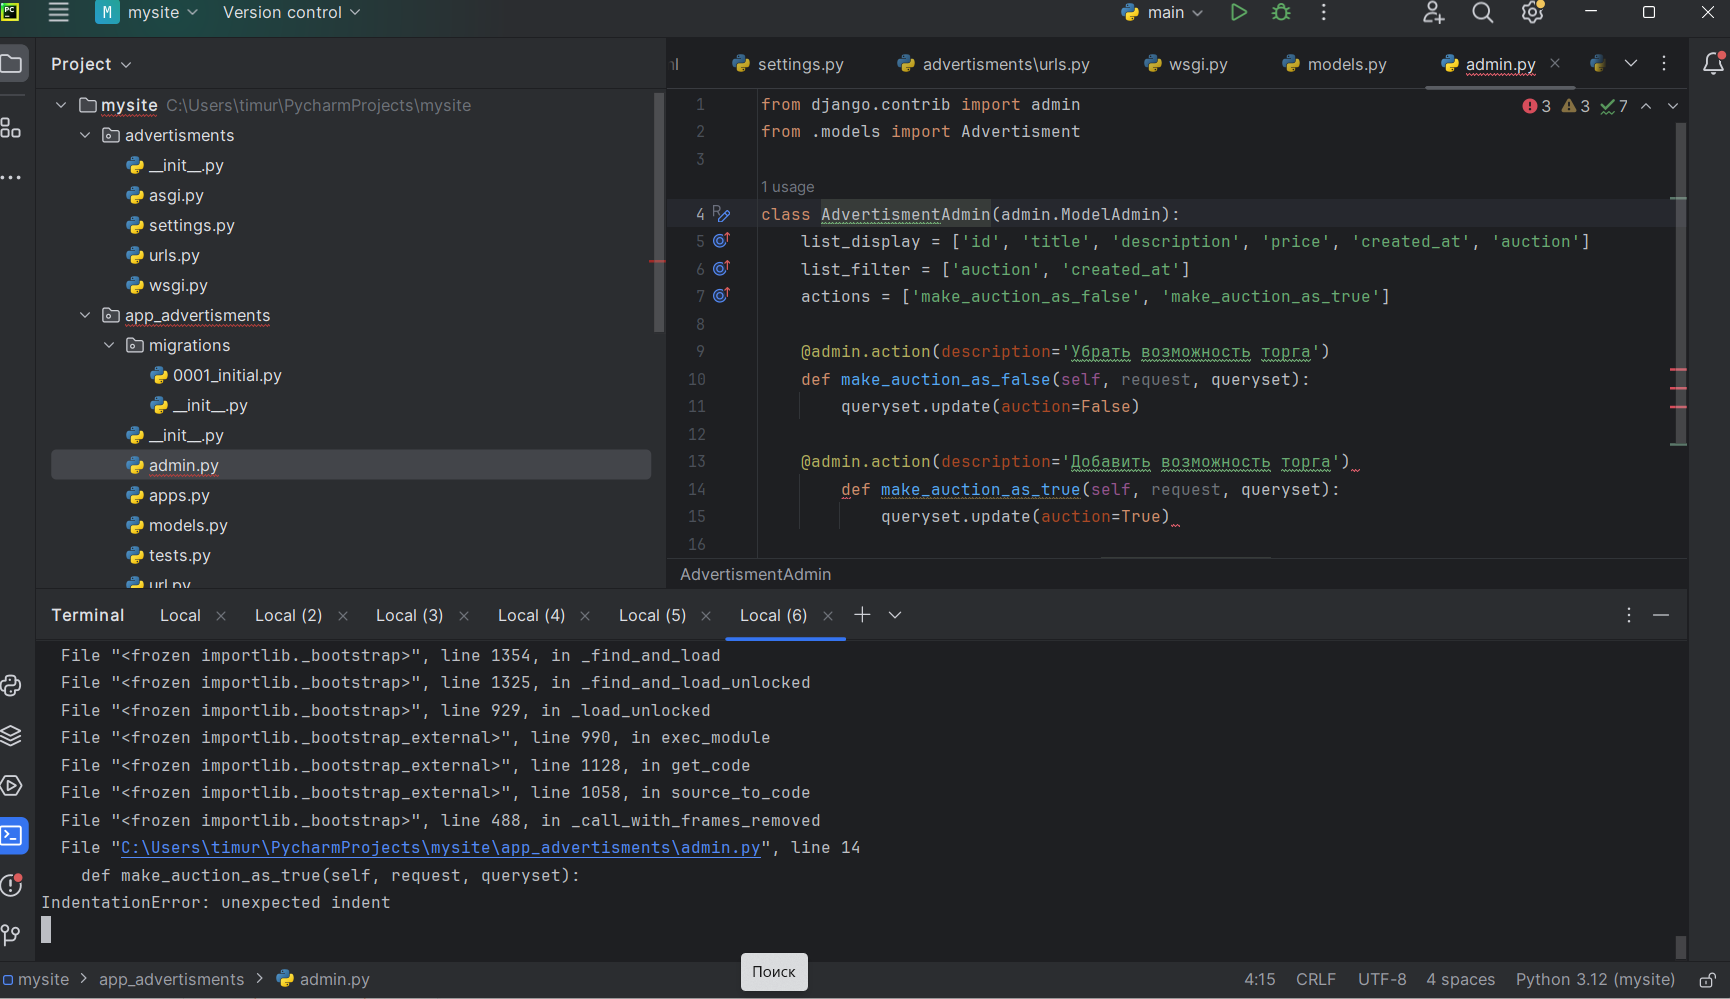 PC
M mysite Version control main
Project
settings.py advertisments\urls.py wsgi.py models.py admin.py
mysite C:\Users\timur\PycharmProjects\mysite
advertisments
__init__.py
asgi.py
settings.py
urls.py
wsgi.py
app_advertisments
migrations
0001_initial.py
__init__.py
__init__.py
admin.py
apps.py
models.py
tests.py
url.py
3 3 7
1 from django.contrib import admin
2 from .models import Advertisment
3
1 usage
4 class AdvertismentAdmin(admin.ModelAdmin):
5 list_display = ['id', 'title', 'description', 'price', 'created_at', 'auction']
6 list_filter = ['auction', 'created_at']
7 actions = ['make_auction_as_false', 'make_auction_as_true']
8
9 @admin.action(description='Убрать возможность торга')
10 def make_auction_as_false(self, request, queryset):
11 queryset.update(auction=False)
12
13 @admin.action(description='Добавить возможность торга')
14 def make_auction_as_true(self, request, queryset):
15 queryset.update(auction=True)
16
AdvertismentAdmin
Terminal Local Local (2) Local (3) Local (4) Local (5) Local (6)
File "<frozen importlib._bootstrap>", line 1354, in _find_and_load
File "<frozen importlib._bootstrap>", line 1325, in _find_and_load_unlocked
File "<frozen importlib._bootstrap>", line 929, in _load_unlocked
File "<frozen importlib._bootstrap_external>", line 990, in exec_module
File "<frozen importlib._bootstrap_external>", line 1128, in get_code
File "<frozen importlib._bootstrap_external>", line 1058, in source_to_code
File "<frozen importlib._bootstrap>", line 488, in _call_with_frames_removed
File "C:\Users\timur\PycharmProjects\mysite\app_advertisments\admin.py", line 14
def make_auction_as_true(self, request, queryset):
IndentationError: unexpected indent
Поиск
mysite > app_advertisments > admin.py 4:15 CRLF UTF-8 4 spaces Python 3.12 (mysite)